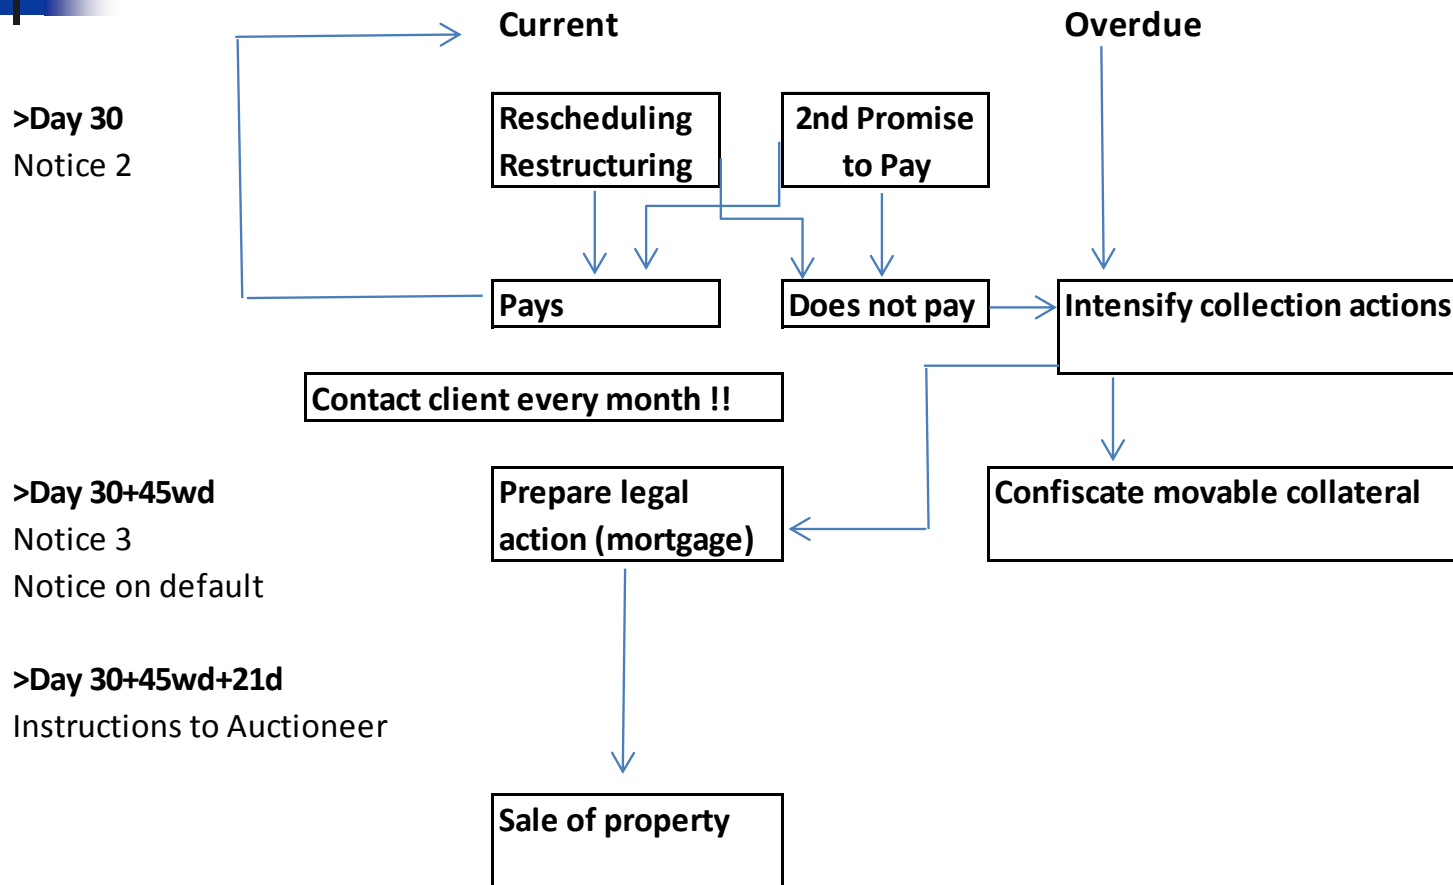 Current
Overdue
>Day 30
Notice 2
Rescheduling
Restructuring
2nd Promise
to Pay
Pays
Does not pay
Intensify collection actions
Contact client every month !!
>Day 30+45wd
Notice 3
Notice on default
Prepare legal
action (mortgage)
Confiscate movable collateral
>Day 30+45wd+21d
Instructions to Auctioneer
Sale of property